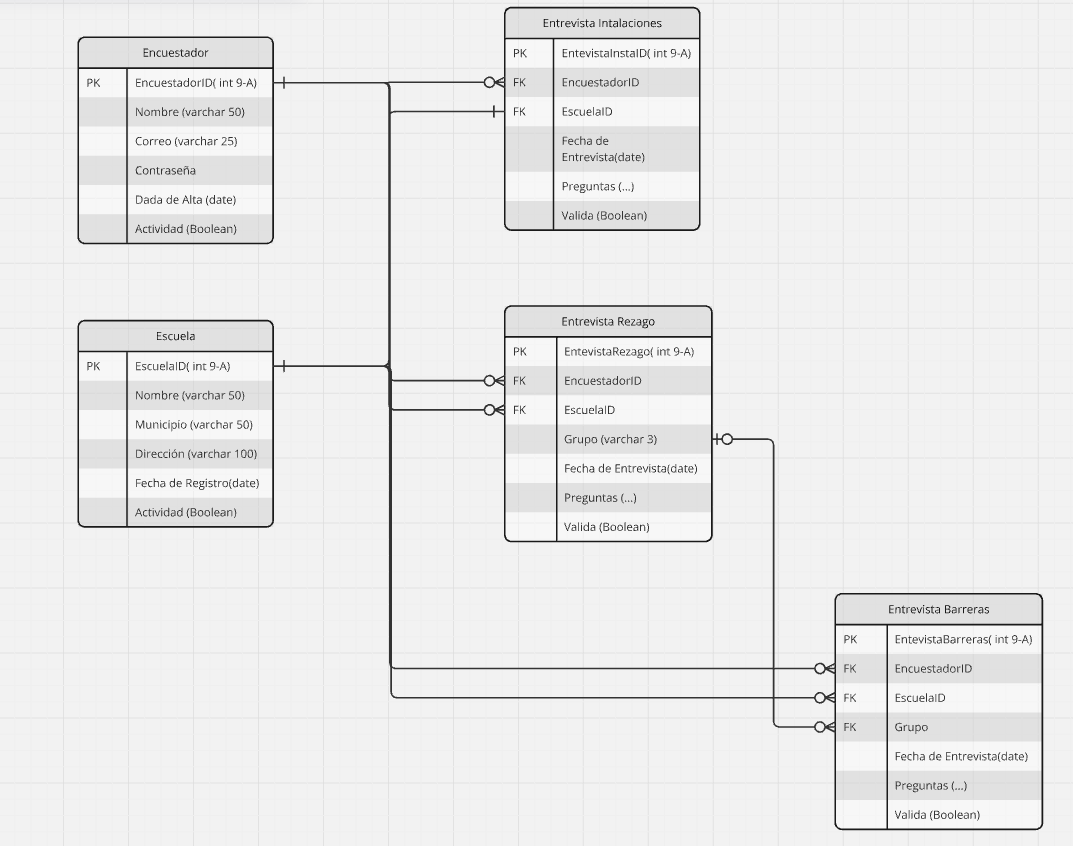 Encuestador
PK EncuestadorID( int 9-A)
Nombre (varchar 50)
Correo (varchar 25)
Contraseña
Dada de Alta (date)
Actividad (Boolean)
Entrevista Intalaciones
PK EntevistaInstaID( int 9-A)
FK EncuestadorID
FK EscuelaID
Fecha de
Entrevista(date)
Preguntas (...)
Valida (Boolean)
Escuela
PK EscuelaID( int 9-A)
Nombre (varchar 50)
Municipio (varchar 50)
Dirección (varchar 100)
Fecha de Registro(date)
Actividad (Boolean)
Entrevista Rezago
PK EntevistaRezago( int 9-A)
FK EncuestadorID
FK EscuelaID
Grupo (varchar 3)
Fecha de Entrevista(date)
Preguntas (...)
Valida (Boolean)
Entrevista Barreras
PK EntevistaBarreras( int 9-A)
FK EncuestadorID
FK EscuelaID
FK Grupo
Fecha de Entrevista(date)
Preguntas (...)
Valida (Boolean)